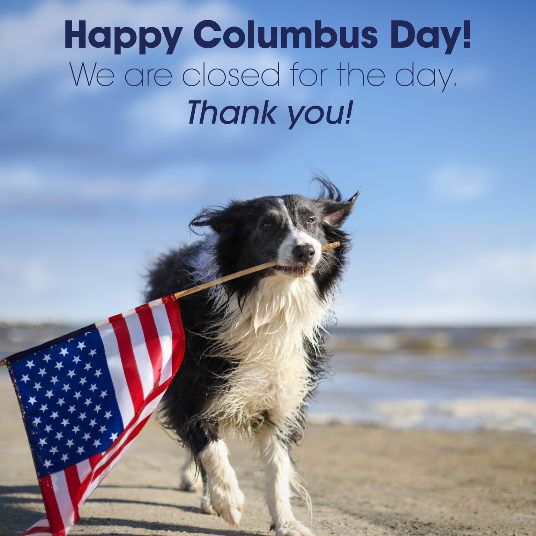 Happy Columbus Day!
We are closed for the day.
Thank you!